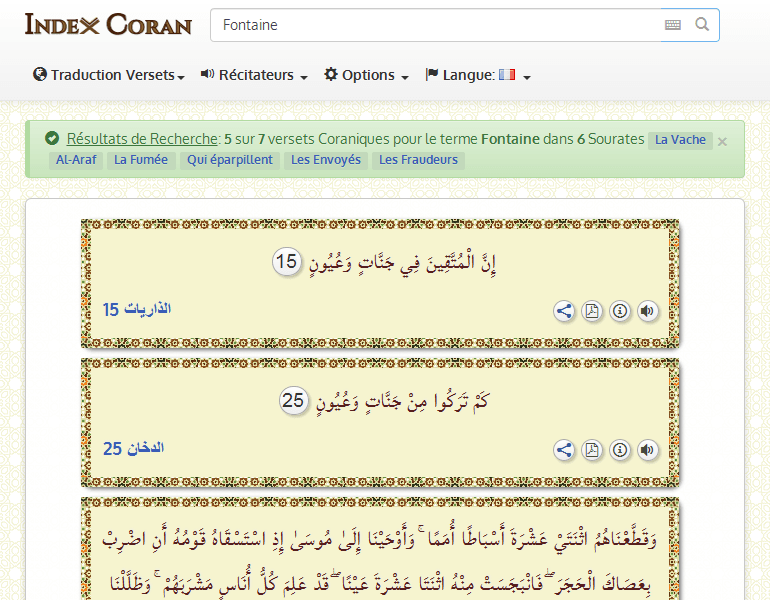 INDEX CORAN
Fontaine
Traduction Versets Récitateurs Options Langue:
Résultats de Recherche: 5 sur 7 versets Coraniques pour le terme Fontaine dans 6 Sourates La Vache ×
Al-Araf La Fumée Qui éparpillent Les Envoyés Les Fraudeurs
إِنَّ الْمُتَّقِينَ فِي جَنَّاتٍ وَعُيُونٍ 15
الذاريات 15
كَمْ تَرَكُوا مِنْ جَنَّاتٍ وَعُيُونٍ 25
الدخان 25
وَقَطَّعْنَاهُمُ اثْنَتَيْ عَشْرَةَ أَسْبَاطًا أُمَمًا ۚ وَأَوْحَيْنَا إِلَىٰ مُوسَىٰ إِذِ اسْتَسْقَاهُ قَوْمُهُ أَنِ اضْرِبْ
بِعَصَاكَ الْحَجَرَ ۖ فَانْبَجَسَتْ مِنْهُ اثْنَتَا عَشْرَةَ عَيْنًا ۖ قَدْ عَلِمَ كُلُّ أُنَاسٍ مَشْرَبَهُمْ ۚ وَظَلَّلْنَا